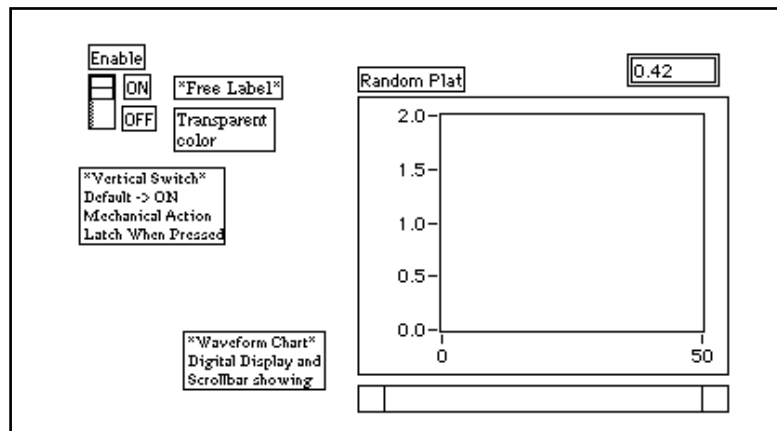 Enable
ON
OFF
*Free Label*
Transparent
color
*Vertical Switch*
Default -> ON
Mechanical Action
Latch When Pressed
*Waveform Chart*
Digital Display and
Scrollbar showing
Random Plat
0.42
2.0
1.5
1.0
0.5
0.0
0
50